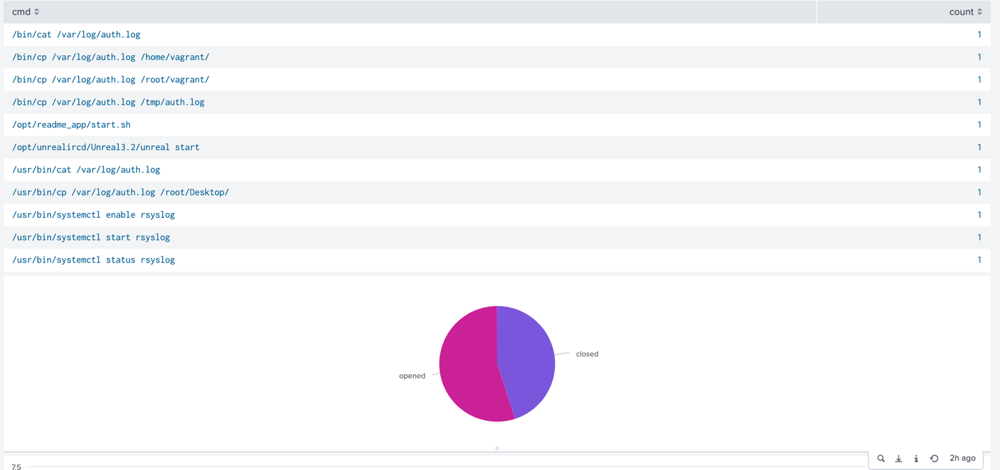 cmd count
/bin/cat /var/log/auth.log 1
/bin/cp /var/log/auth.log /home/vagrant/ 1
/bin/cp /var/log/auth.log /root/vagrant/ 1
/bin/cp /var/log/auth.log /tmp/auth.log 1
/opt/readme_app/start.sh 1
/opt/unrealircd/Unreal3.2/unreal start 1
/usr/bin/cat /var/log/auth.log 1
/usr/bin/cp /var/log/auth.log /root/Desktop/ 1
/usr/bin/systemctl enable rsyslog 1
/usr/bin/systemctl start rsyslog 1
/usr/bin/systemctl status rsyslog 1
closed
opened
2h ago
7.5